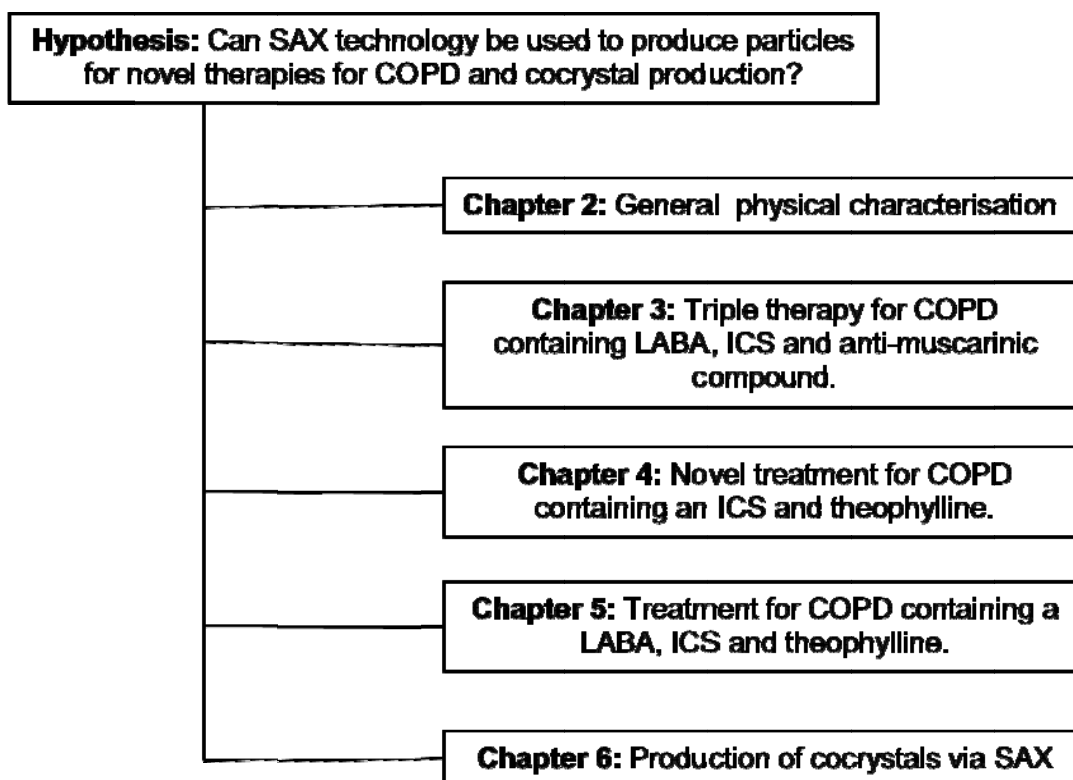 Hypothesis: Can SAX technology be used to produce particles
for novel therapies for COPD and cocrystal production?
Chapter 2: General physical characterisation
Chapter 3: Triple therapy for COPD
containing LABA, ICS and anti-muscarinic
compound.
Chapter 4: Novel treatment for COPD
containing an ICS and theophylline.
Chapter 5: Treatment for COPD containing a
LABA, ICS and theophylline.
Chapter 6: Production of cocrystals via SAX